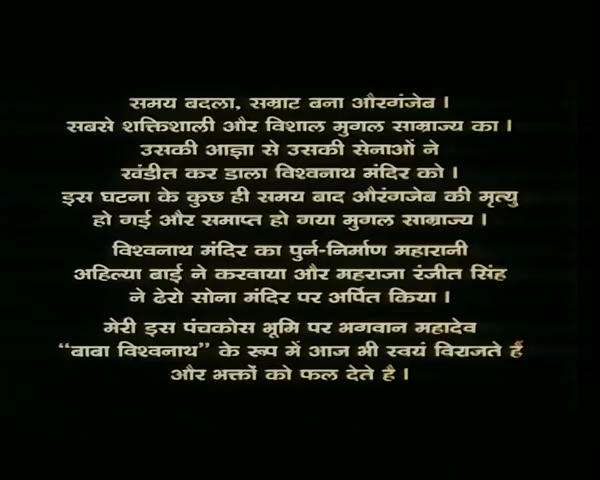 समय बदला, सम्राट बना औरगंजेब ।
सबसे शक्तिशाली और विशाल मुगल साम्राज्य का ।
उसकी आज्ञा से उसकी सेनाओं ने
खंडीत कर डाला विश्वनाथ मंदिर को ।
इस घटना के कुछ ही समय बाद औरंगजेब की मृत्यु
हो गई और समाप्त हो गया मुगल साम्राज्य ।
विश्वनाथ मंदिर का पुर्न-निर्माण महारानी
अहिल्या बाई ने करवाया और महराजा रंजीत सिंह
ने ढेरो सोना मंदिर पर अर्पित किया ।
मेरी इस पंचकोस भूमि पर भगवान महादेव
“बाबा विश्वनाथ” के रूप में आज भी स्वयं विराजते हैं
और भक्तों को फल देते है ।